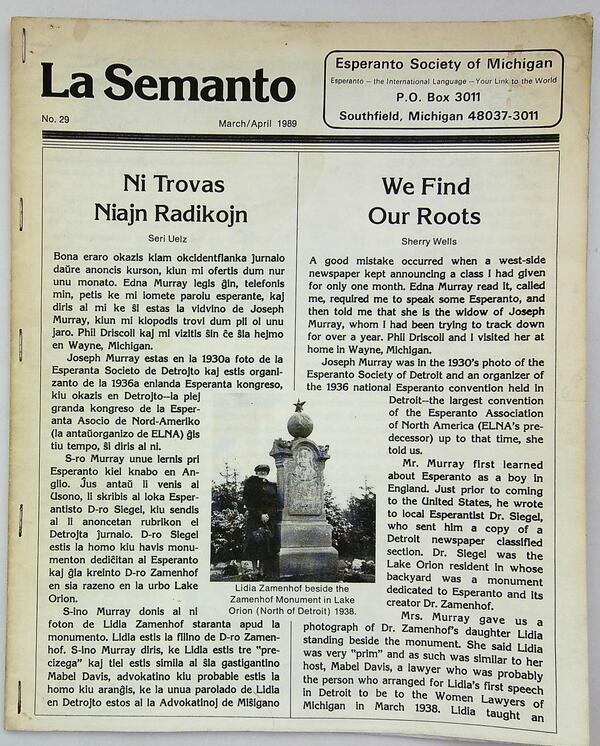 La Semanto
No. 29
March/April 1989
Esperanto Society of Michigan
Esperanto — the International Language — Your Link to the World
P.O. Box 3011
Southfield, Michigan 48037-3011
Ni Trovas
Niajn Radikojn
Seri Uelz
Bona eraro okazis kiam okcidentflanka ĵurnalo
daŭre anoncis kurson, kiun mi ofertis dum nur
unu monato. Edna Murray legis ĝin, telefonis
min, petis ke mi iomete parolu esperante, kaj
diris al mi ke ŝi estas la vidvino de Joseph
Murray, kiun mi klopodis trovi dum pli ol unu
jaro. Phil Driscoll kaj mi vizitis ŝin ĉe ŝia hejmo
en Wayne, Michigan.
Joseph Murray estas en la 1930a foto de la
Esperanta Societo de Detrojto kaj estis organi-
zanto de la 1936a enlanda Esperanta kongreso,
kiu okazis en Detrojto--la plej
granda kongreso de la Esper-
anta Asocio de Nord-Ameriko
(la antaŭorganizo de ELNA) ĝis
tiu tempo, ŝi diris al ni.
S-ro Murray unue lernis pri
Esperanto kiel knabo en An-
glio. Ĵus antaŭ li venis al
Usono, li skribis al loka Esper-
antisto D-ro Siegel, kiu sendis
al li anoncetan rubrikon el
Detrojta ĵurnalo. D-ro Siegel
estis la homo kiu havis monu-
menton dediĉitan al Esperanto
kaj ĝia kreinto D-ro Zamenhof
en sia razeno en la urbo Lake
Orion.
S-ino Murray donis al ni
foton de Lidivj Zamenhof staranta apud la
monumento. Lidia estis la filino de D-ro Zamen-
hof. S-ino Murray diris, ke Lidia estis tre "pre-
cizega" kaj tiel estis simila al ŝia gastigantino
Mabel Davis, advokatino kiu probable estis la
homo kiu aranĝis, ke la unua parolado de Lidia
en Detrojto estos al la Advokatinoj de Miŝigano
We Find
Our Roots
Sherry Wells
A good mistake occurred when a west-side
newspaper kept announcing a class I had given
for only one month. Edna Murray read it, called
me, required me to speak some Esperanto, and
then told me that she is the widow of Joseph
Murray, whom I had been trying to track down
for over a year. Phil Driscoll and I visited her at
home in Wayne, Michigan.
Joseph Murray was in the 1930's photo of the
Esperanto Society of Detroit and an organizer of
the 1936 national Esperanto convention held in
Detroit--the largest convention
of the Esperanto Association
of North America (ELNA's pre-
decessor) up to that time, she
told us.
Mr. Murray first learned
about Esperanto as a boy in
England. Just prior to coming
to the United States, he wrote
to local Esperantist Dr. Siegel,
who sent him a copy of a
Detroit newspaper classified
section. Dr. Siegel was the
Lake Orion resident in whose
backyard was a monument
dedicated to Esperanto and its
creator Dr. Zamenhof.
Mrs. Murray gave us a
photograph of Dr. Zamenhof's daughter Lidia
standing beside the monument. She said Lidia
was very "prim" and as such was similar to her
host, Mabel Davis, a lawyer who was probably
the person who arranged for Lidia's first speech
in Detroit to be to the Women Lawyers of
Michigan in March 1938. Lidia taught an
Lidia Zamenhof beside the
Zamenhof Monument in Lake
Orion (North of Detroit) 1938.